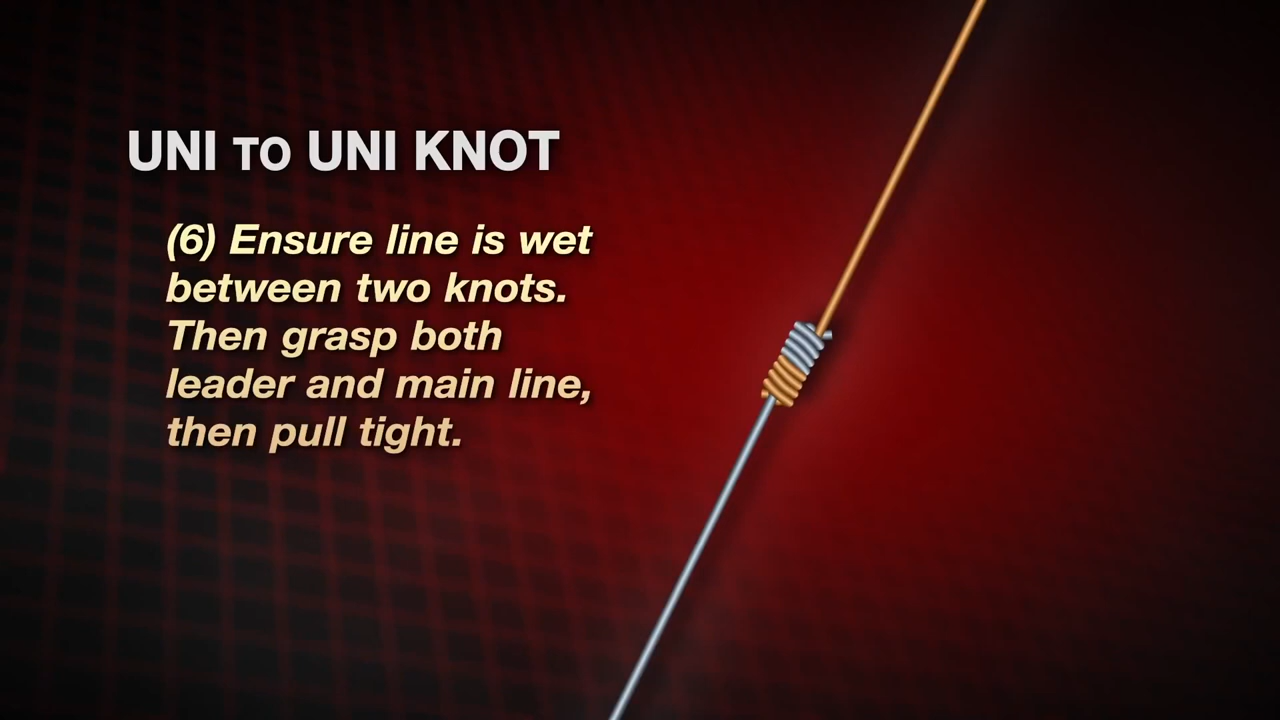 UNI TO UNI KNOT
(6) Ensure line is wet
between two knots.
Then grasp both
leader and main line,
then pull tight.